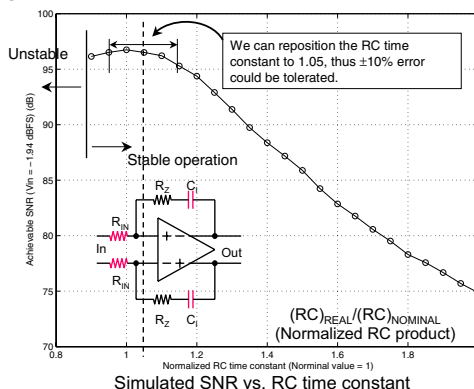 100
95
90
85
80
75
70
Achievable SNR (Vin = −1.94 dBFS) (dB)
Unstable
We can reposition the RC time
constant to 1.05, thus ±10% error
could be tolerated.
Stable operation
R_Z C_I
R_IN
In
Out
R_IN
R_Z C_I
(RC)_REAL/(RC)_NOMINAL
(Normalized RC product)
0.8 1 1.2 1.4 1.6 1.8
Normalized RC time constant (Norminal value = 1)
Simulated SNR vs. RC time constant